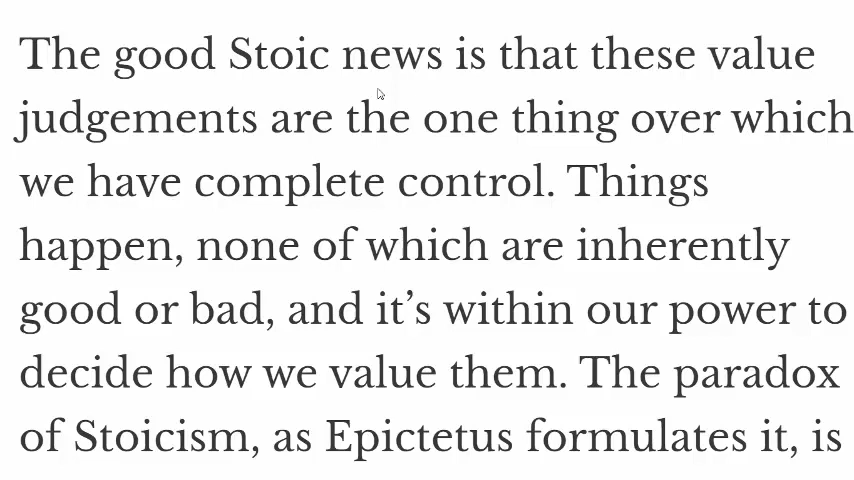 The good Stoic news is that these value
judgements are the one thing over which
we have complete control. Things
happen, none of which are inherently
good or bad, and it’s within our power to
decide how we value them. The paradox
of Stoicism, as Epictetus formulates it, is